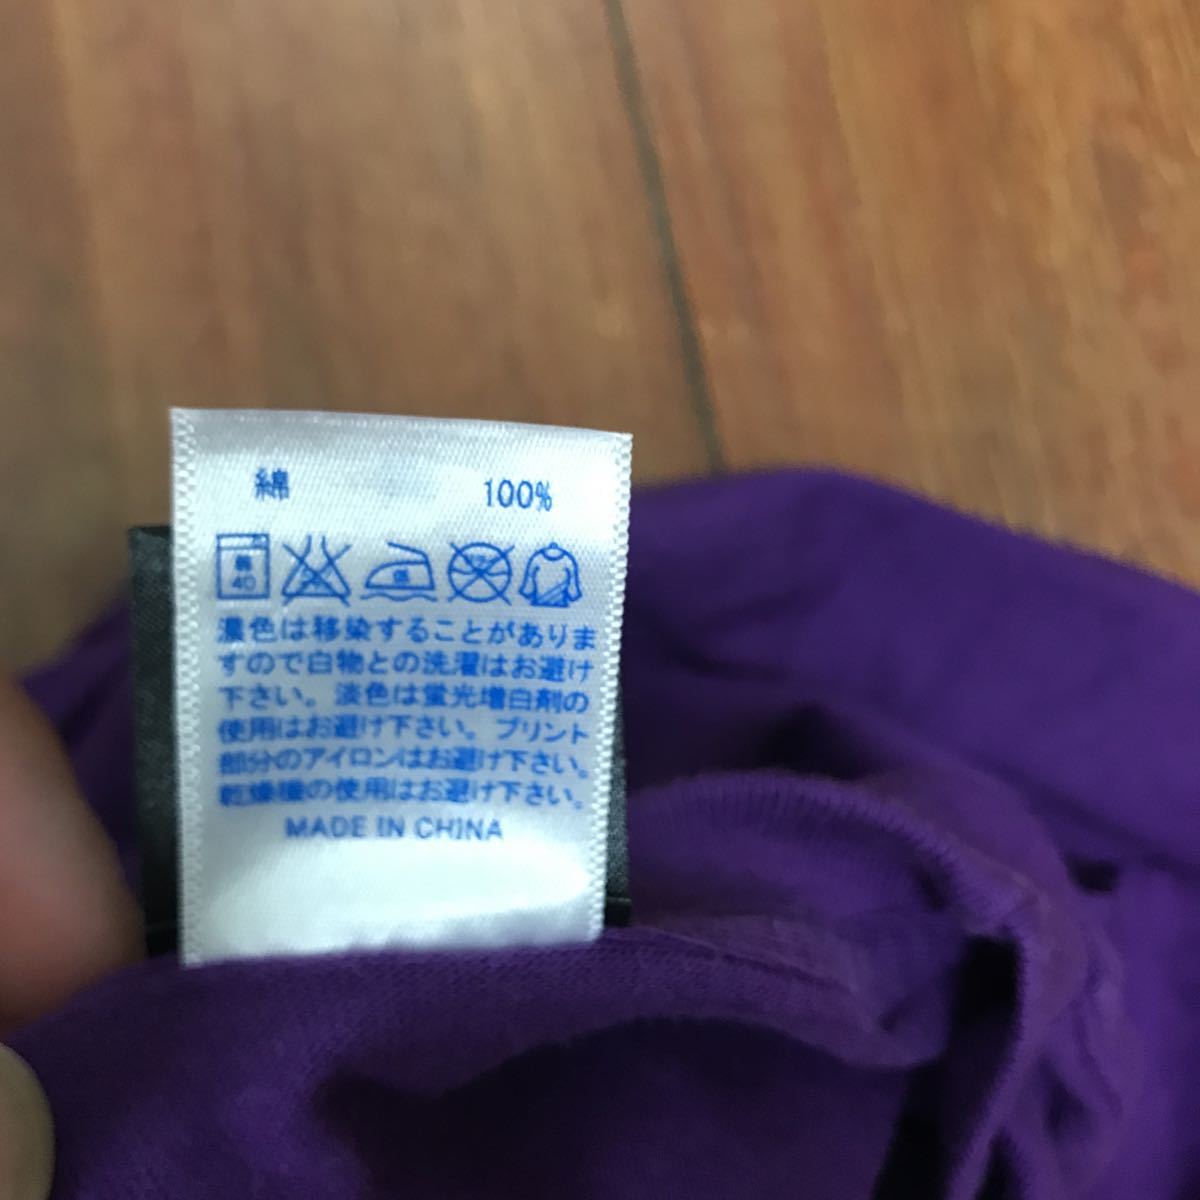 綿 100%
40
濃色は移染することがありま
すので白物との洗濯はお避け
下さい。淡色は蛍光増白剤の
使用はお避け下さい。プリント
部分のアイロンはお避け下さい。
乾燥機の使用はお避け下さい。
MADE IN CHINA